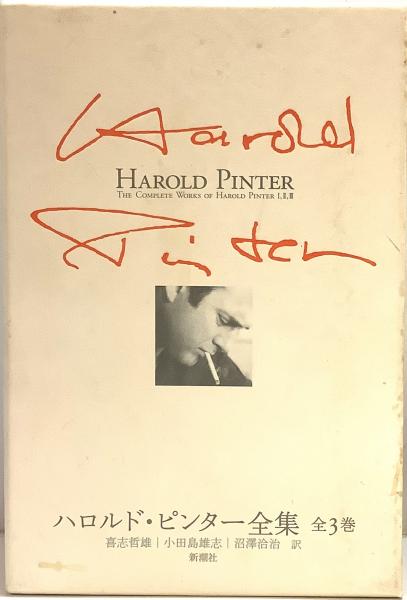 Harold
HAROLD PINTER
THE COMPLETE WORKS OF HAROLD PINTER I,II,III
Pinter
ハロルド・ピンター全集 全3巻
喜志哲雄|小田島雄志|沼澤洽治 訳
新潮社